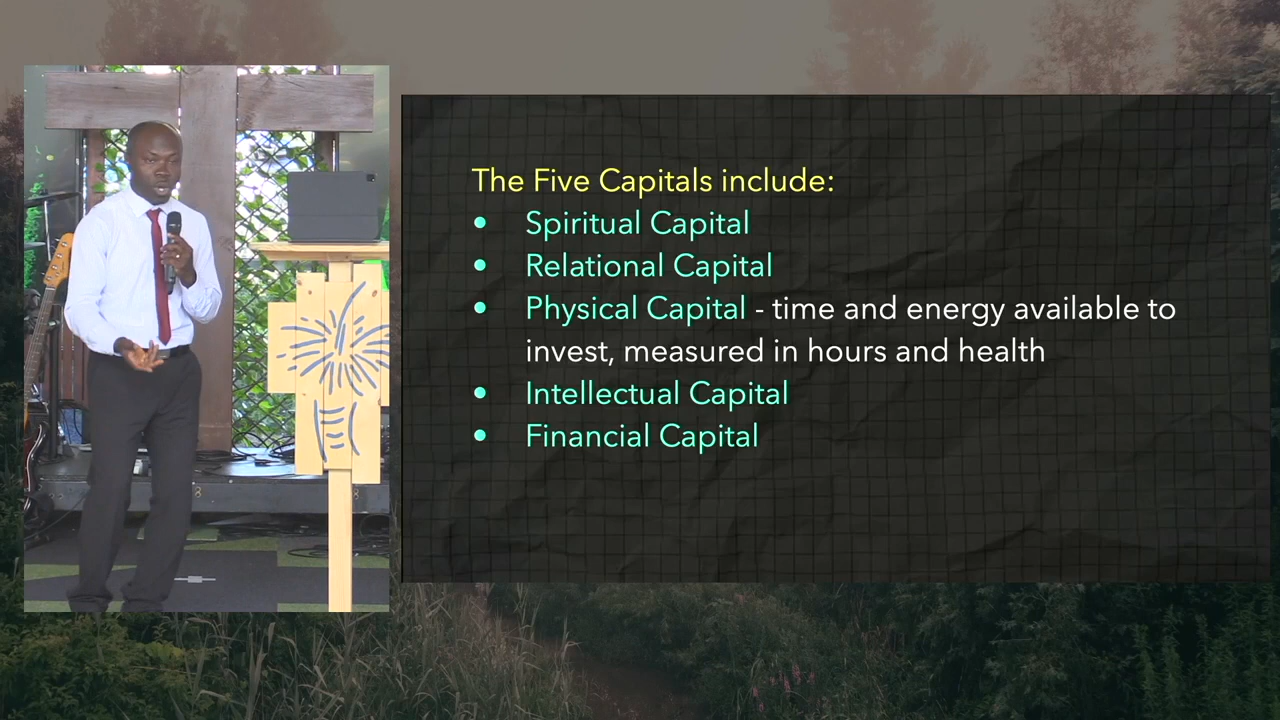 The Five Capitals include:
• Spiritual Capital
• Relational Capital
• Physical Capital - time and energy available to
invest, measured in hours and health
• Intellectual Capital
• Financial Capital